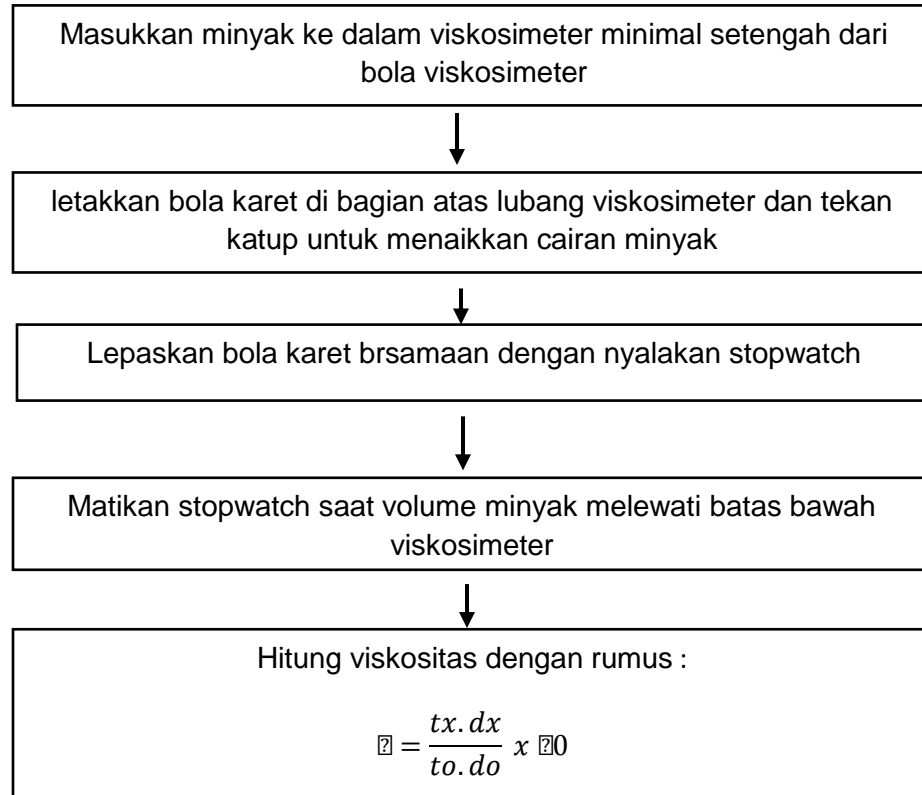 Masukkan minyak ke dalam viskosimeter minimal setengah dari
bola viskosimeter
letakkan bola karet di bagian atas lubang viskosimeter dan tekan
katup untuk menaikkan cairan minyak
Lepaskan bola karet brsamaan dengan nyalakan stopwatch
Matikan stopwatch saat volume minyak melewati batas bawah
viskosimeter
Hitung viskositas dengan rumus :
⍰ = tx.dx / to.do x ⍰0